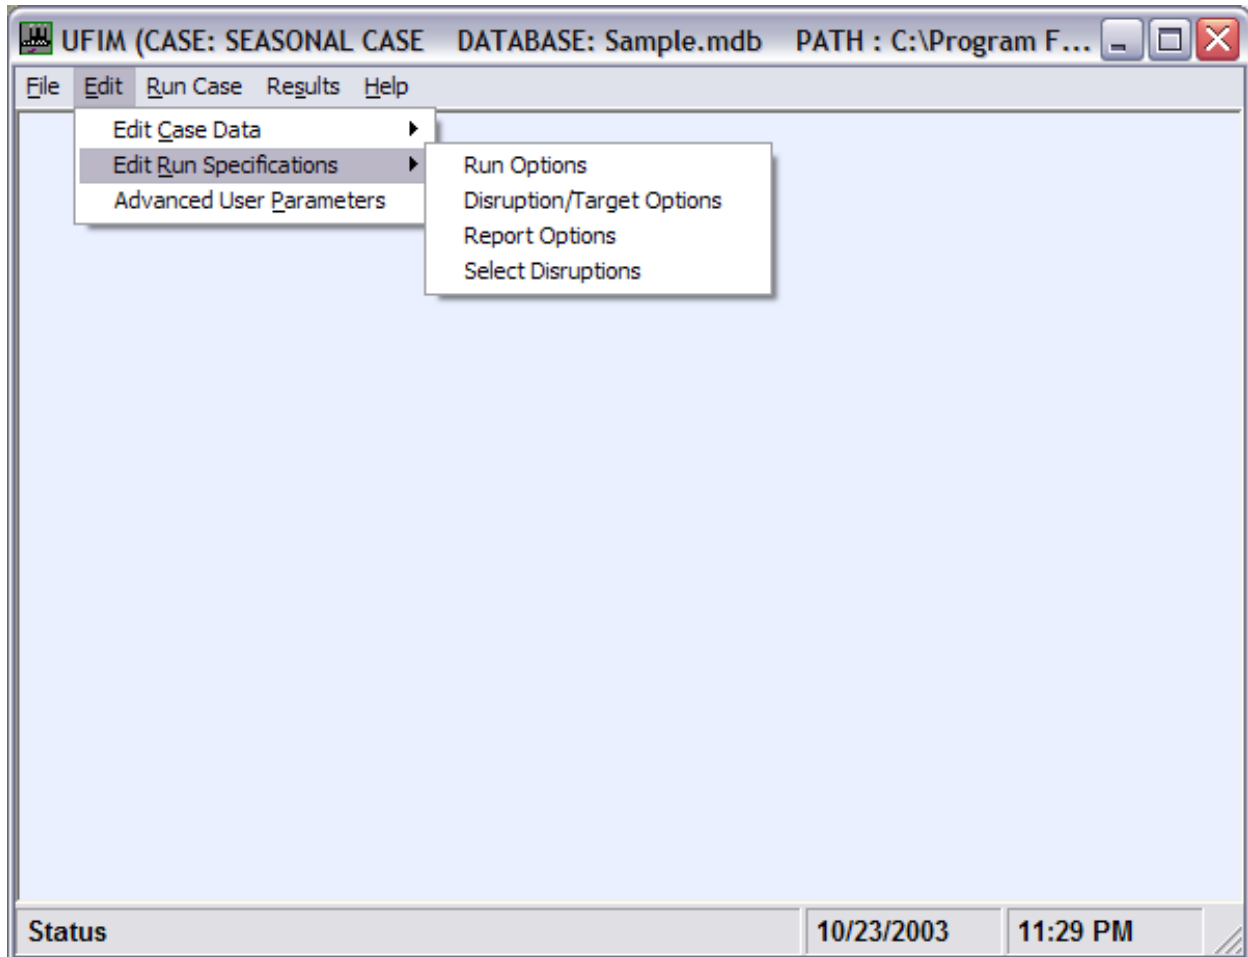 UFIM (CASE: SEASONAL CASE DATABASE: Sample.mdb PATH : C:\Program F...
File Edit Run Case Results Help
Edit Case Data
Edit Run Specifications
Advanced User Parameters
Run Options
Disruption/Target Options
Report Options
Select Disruptions
Status 10/23/2003 11:29 PM